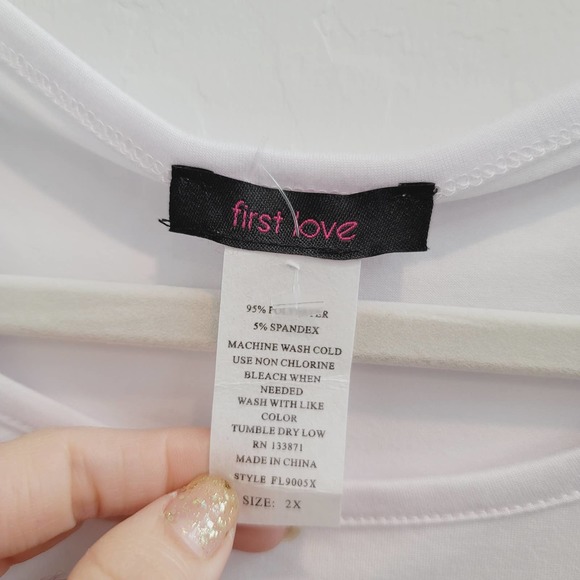 first love
95% POLYESTER
5% SPANDEX
MACHINE WASH COLD
USE NON CHLORINE
BLEACH WHEN
NEEDED
WASH WITH LIKE
COLOR
TUMBLE DRY LOW
RN 133871
MADE IN CHINA
STYLE FL9005X
SIZE: 2X